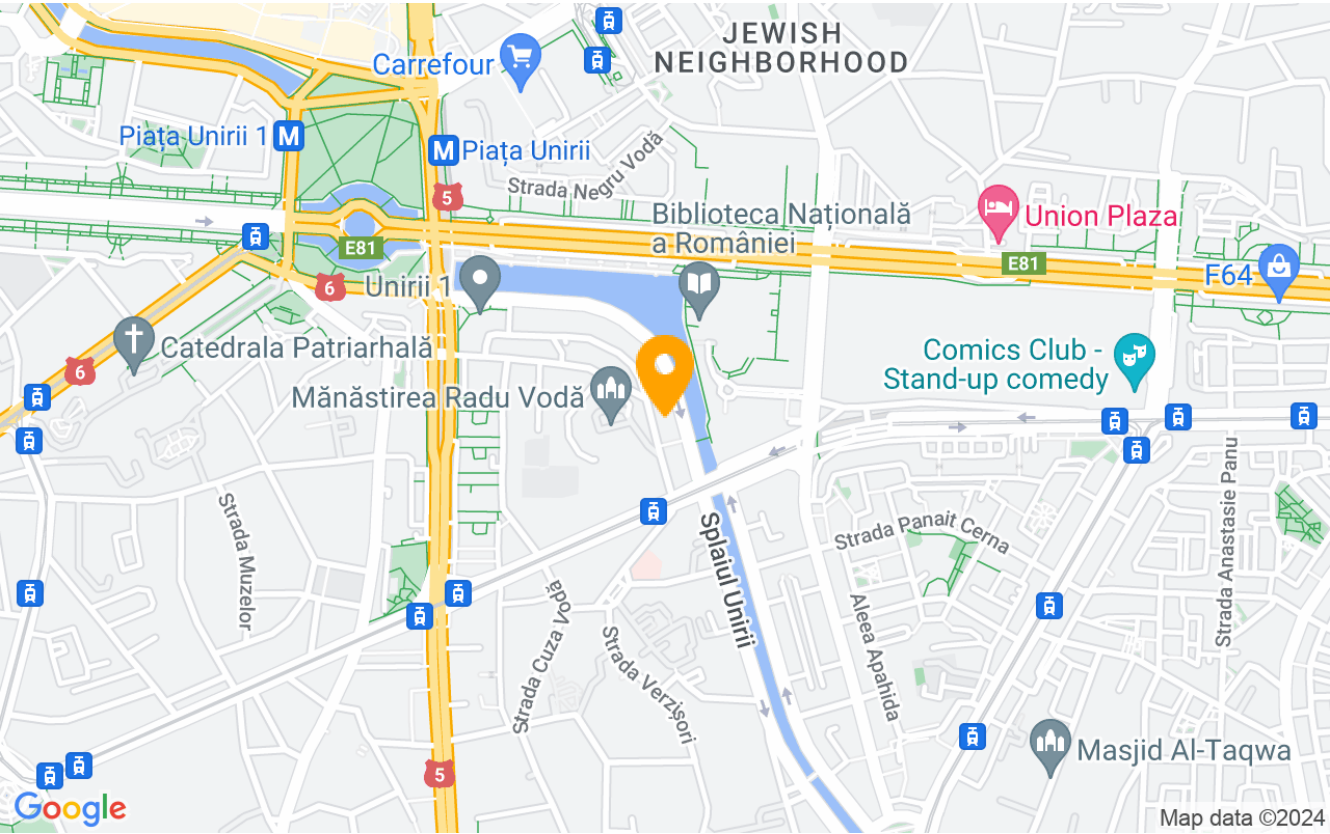 JEWISH
NEIGHBORHOOD
Carrefour
Piața Unirii 1
M
M
Piața Unirii
Strada Negru Vodă
5
Biblioteca Națională
a României
Union Plaza
E81
E81
F64
6
Unirii 1
Catedrala Patriarhală
6
Comics Club -
Stand-up comedy
Mănăstirea Radu Vodă
Strada Muzelor
Splaiul Unirii
Strada Panait Cerna
Strada Anastasie Panu
Strada Cuza Vodă
Strada Verzișori
Aleea Apahida
Masjid Al-Taqwa
5
Google
Map data ©2024